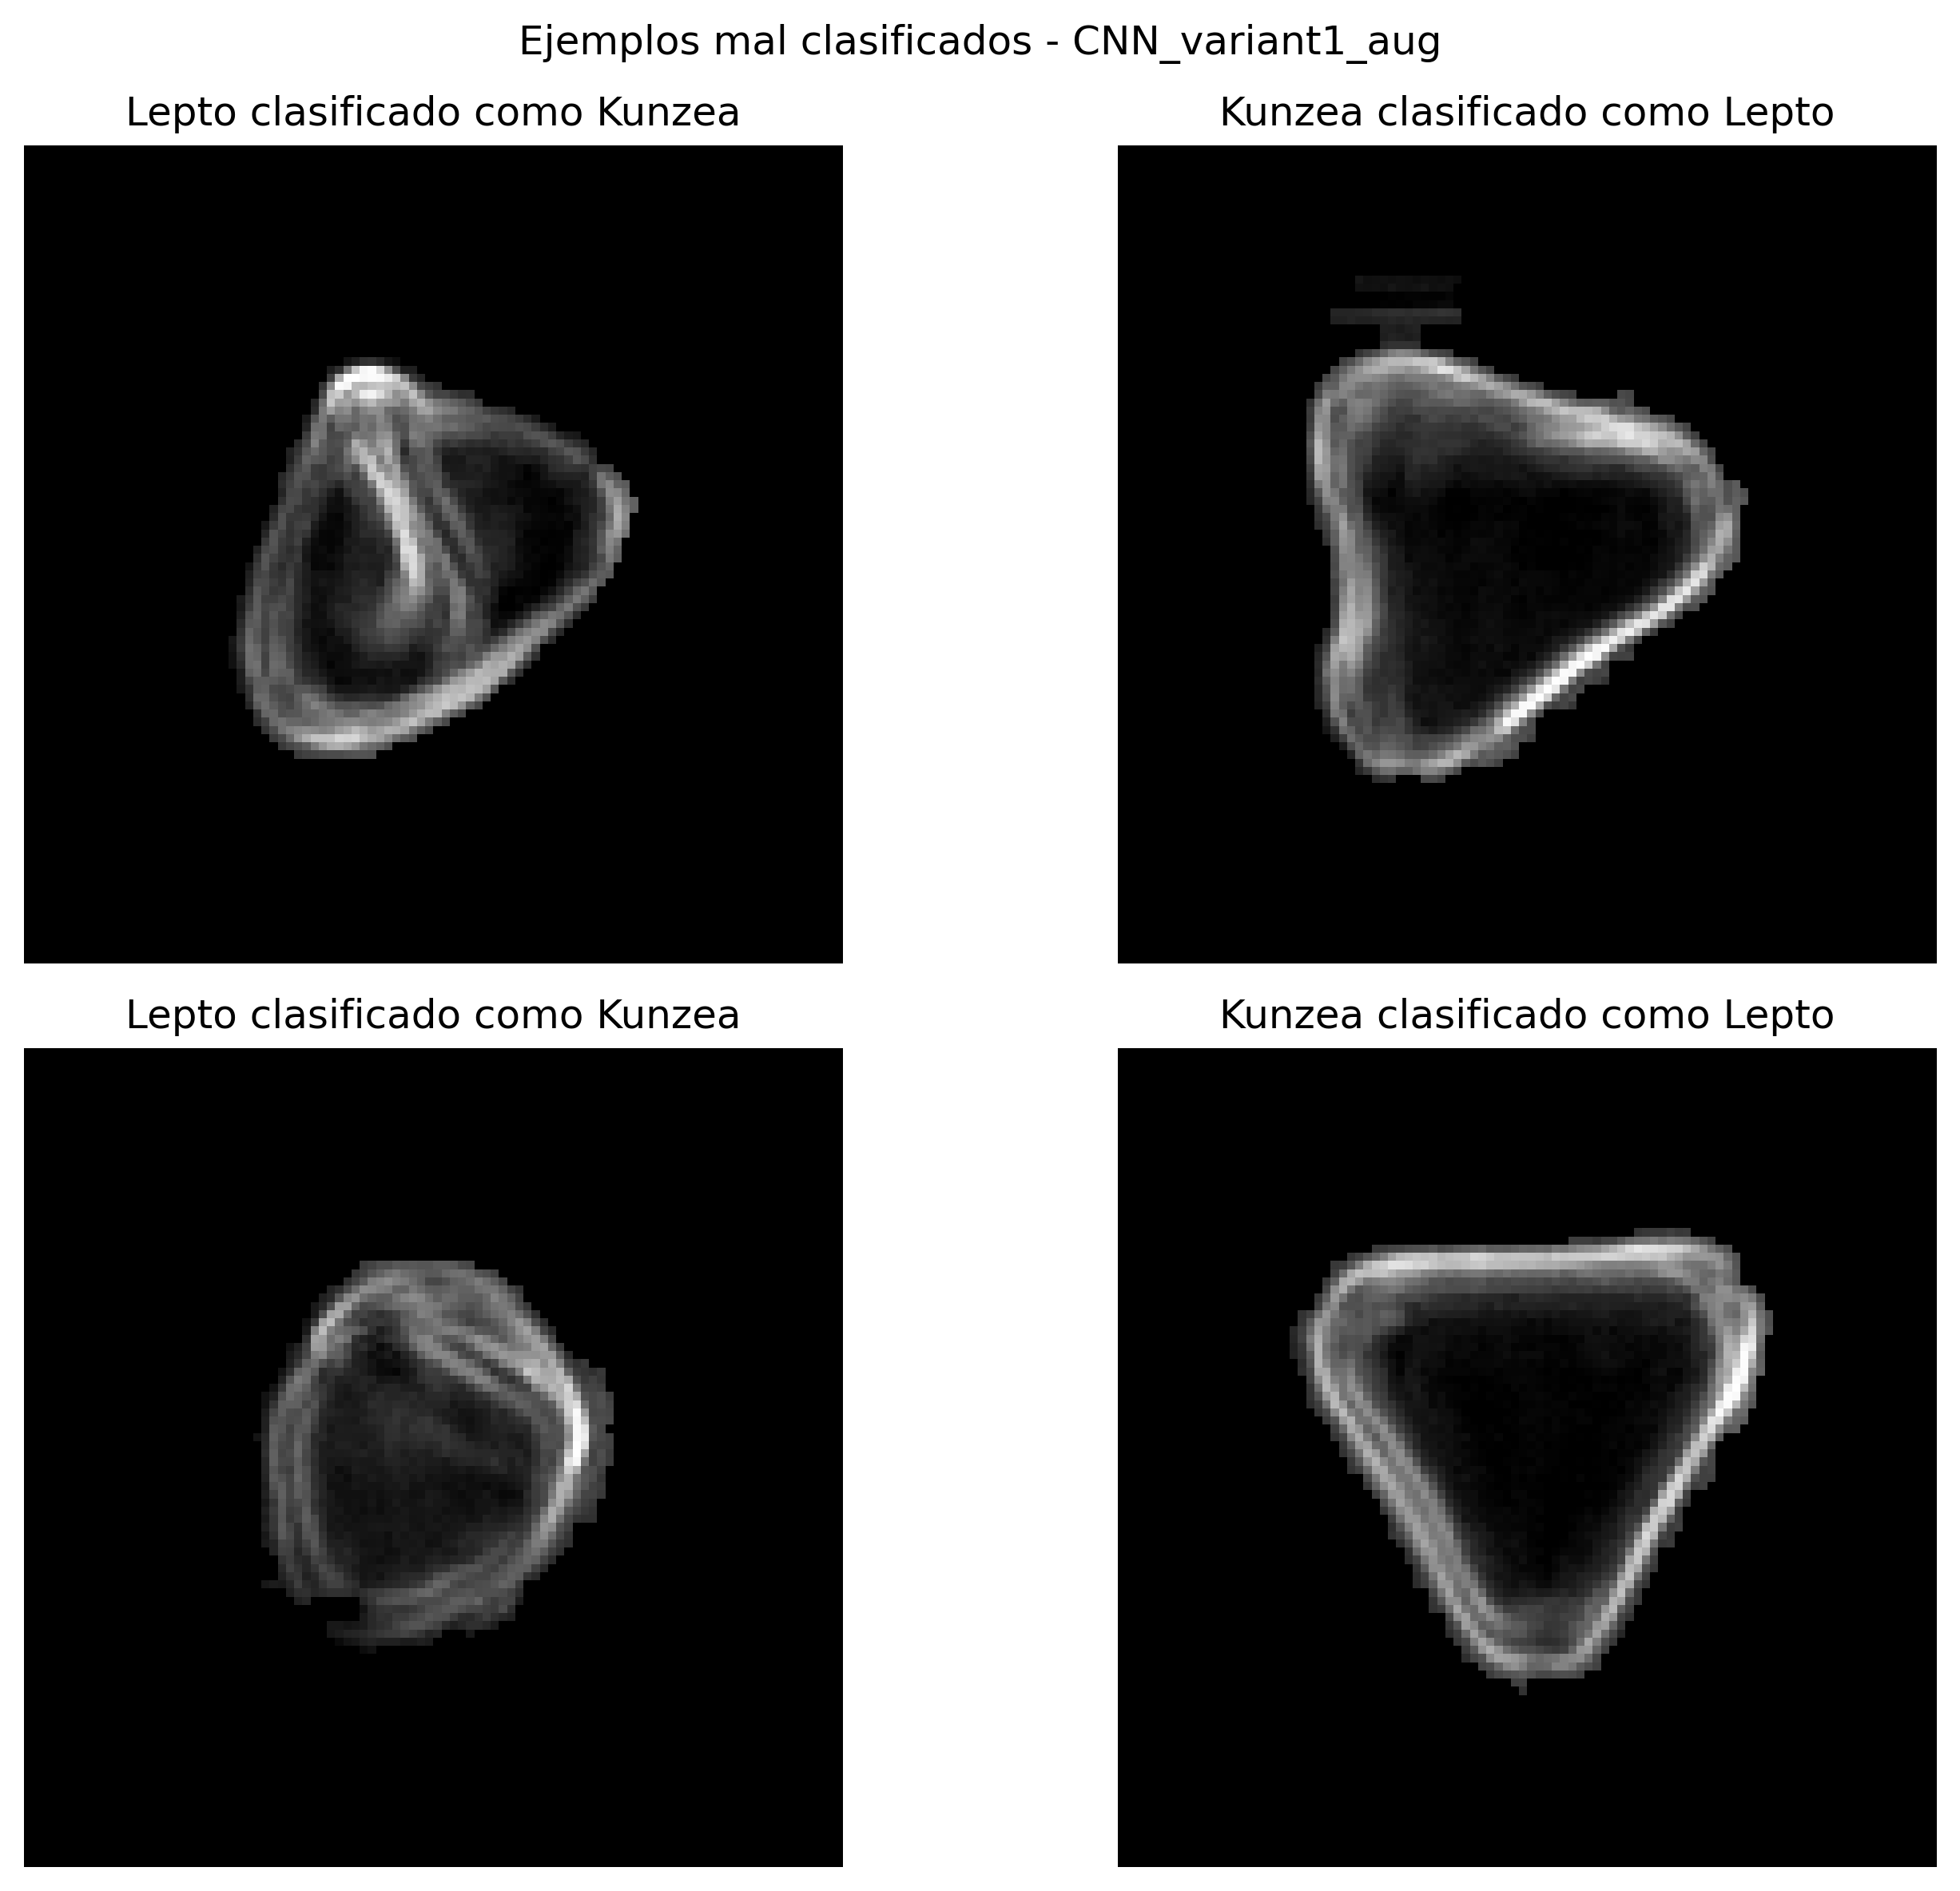 Ejemplos mal clasificados - CNN_variant1_aug
Lepto clasificado como Kunzea
Kunzea clasificado como Lepto
Lepto clasificado como Kunzea
Kunzea clasificado como Lepto